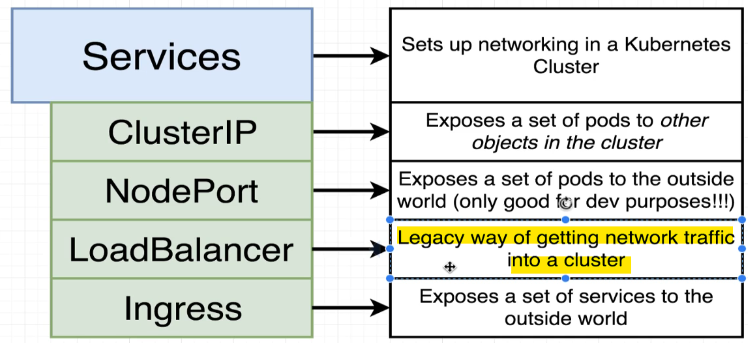 Services
Sets up networking in a Kubernetes
Cluster
ClusterIP
Exposes a set of pods to other
objects in the cluster
NodePort
Exposes a set of pods to the outside
world (only good for dev purposes!!!)
LoadBalancer
Legacy way of getting network traffic
into a cluster
Ingress
Exposes a set of services to the
outside world